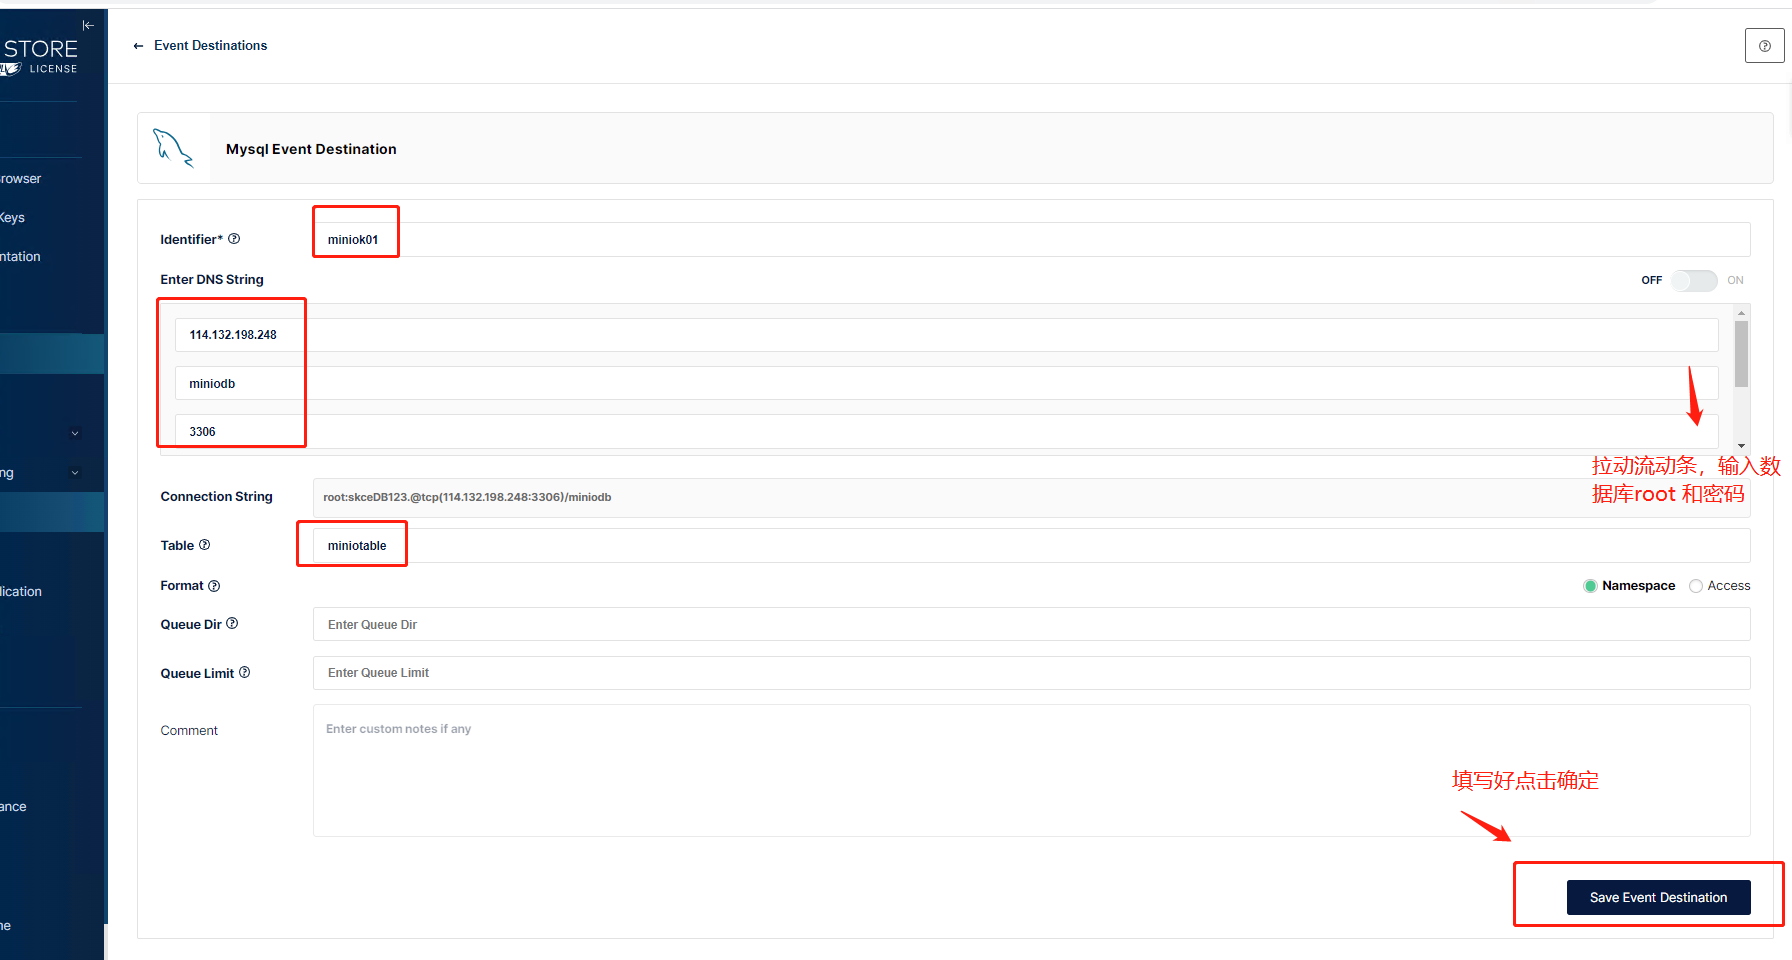 STORE
LICENSE
← Event Destinations
Mysql Event Destination
rowser
Keys
ntation
ng
lication
ance
ne
Identifier*
miniok01
Enter DNS String
OFF
ON
114.132.198.248
miniodb
3306
拉动流动条，输入数
据库root 和密码
Connection String
root:skceDB123.@tcp(114.132.198.248:3306)/miniodb
Table
miniotable
Format
Namespace
Access
Queue Dir
Enter Queue Dir
Queue Limit
Enter Queue Limit
Comment
Enter custom notes if any
填写好点击确定
Save Event Destination